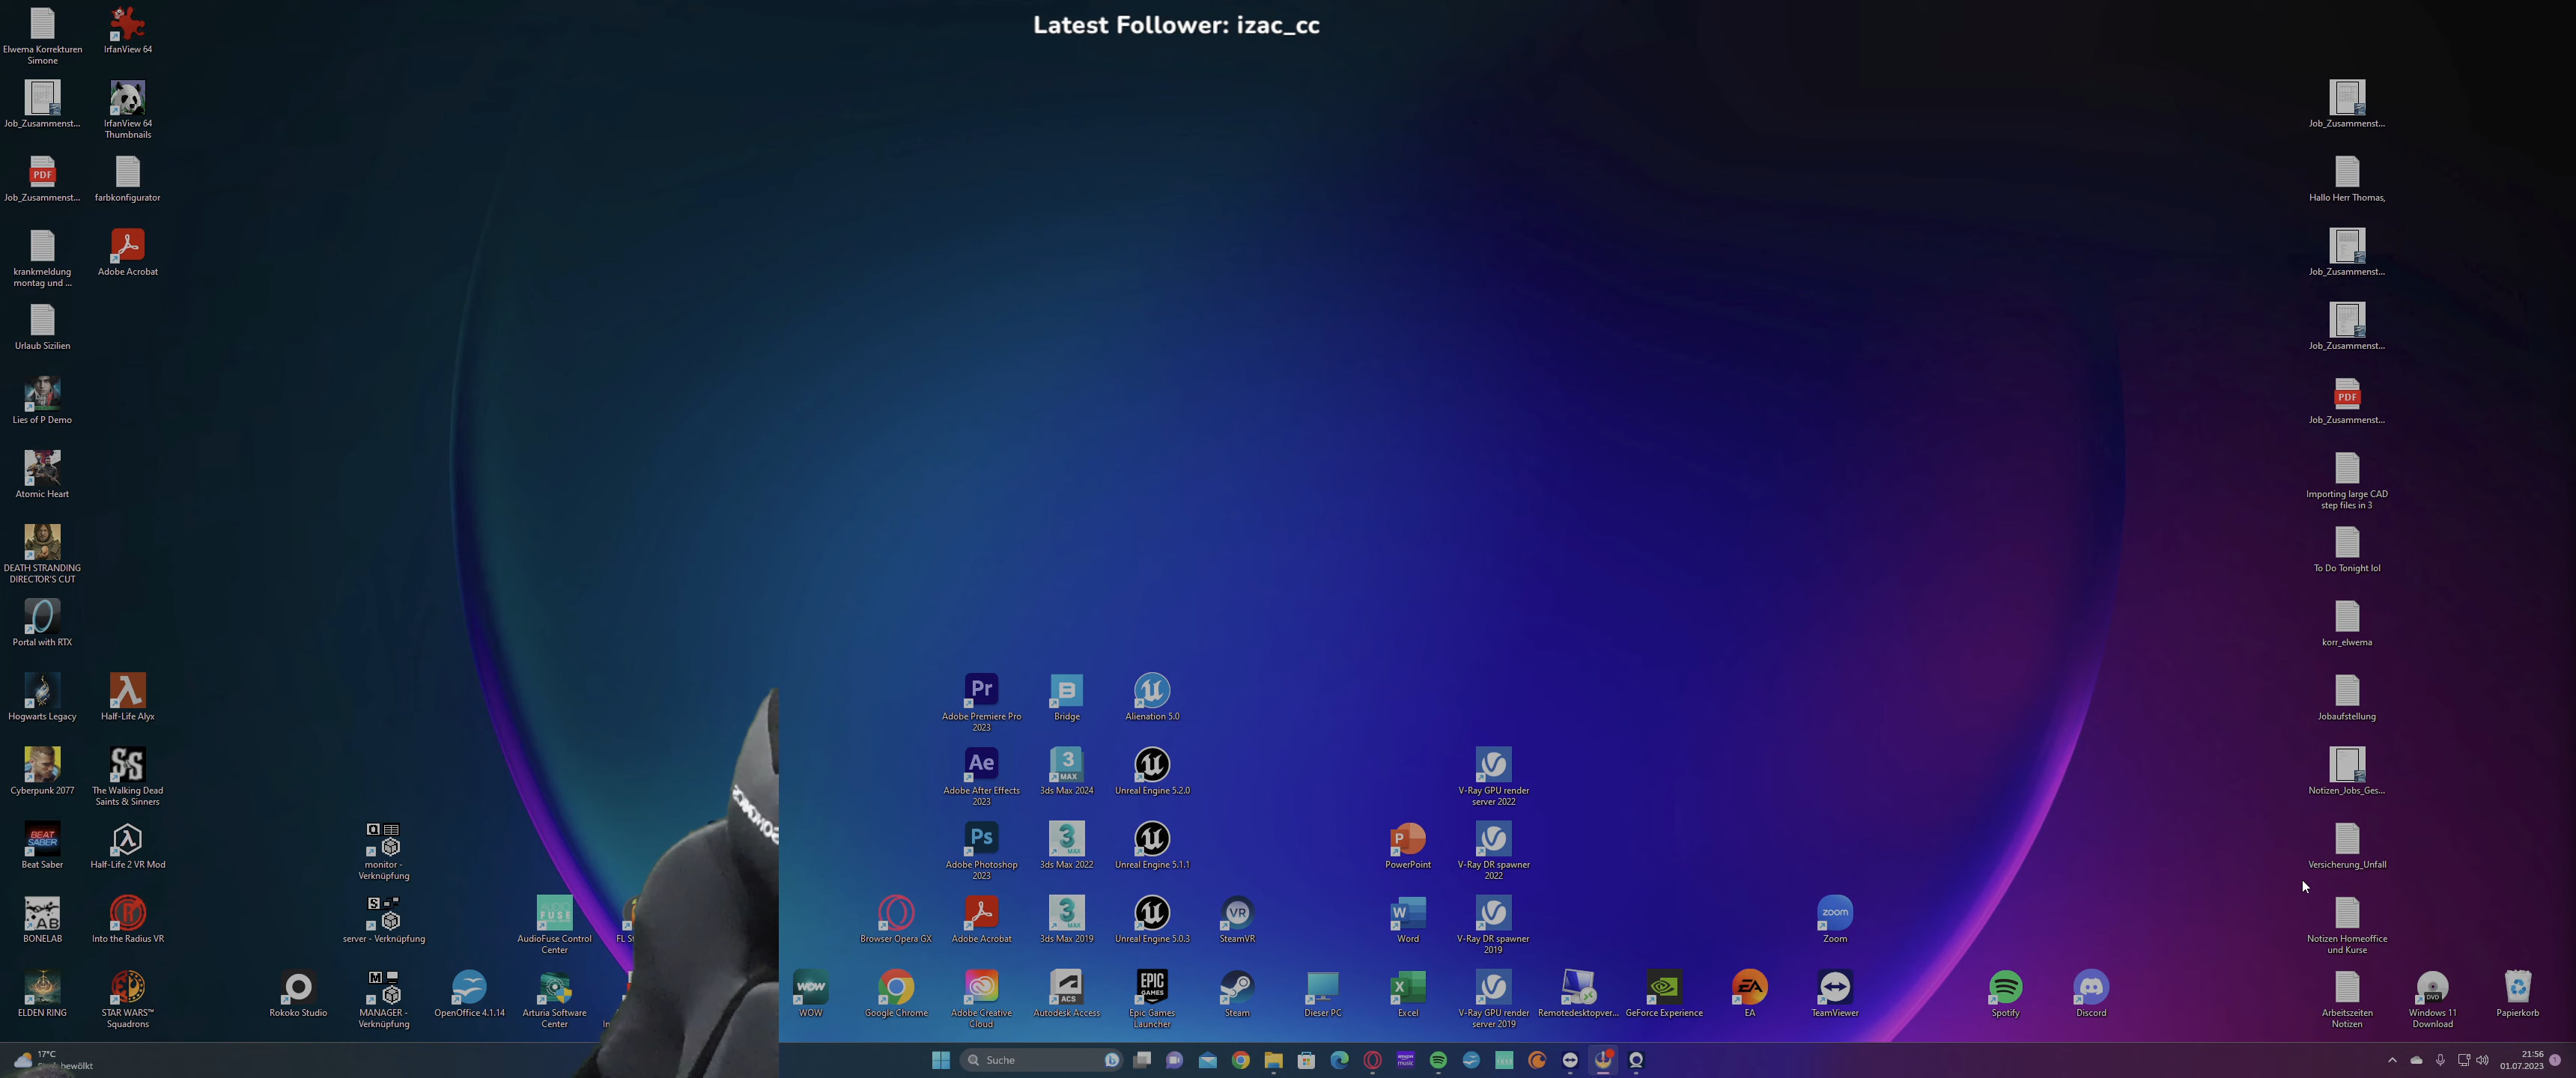 Latest Follower: izac_cc
Elwema Korrekturen
Simone
IrfanView 64
Job_Zusammenst...
IrfanView 64
Thumbnails
PDF
Job_Zusammenst...
farbkonfigurator
krankmeldung
montag und ...
Adobe Acrobat
Urlaub Sizilien
Lies of P Demo
Atomic Heart
DEATH STRANDING
DIRECTOR'S CUT
Portal with RTX
Hogwarts Legacy
Half-Life Alyx
Cyberpunk 2077
The Walking Dead
Saints & Sinners
BEAT
SABER
Beat Saber
Half-Life 2 VR Mod
monitor -
Verknüpfung
BONELAB
Into the Radius VR
server - Verknüpfung
AudioFuse Control
Center
ELDEN RING
STAR WARS™
Squadrons
Rokoko Studio
MANAGER -
Verknüpfung
OpenOffice 4.1.14
Arturia Software
Center
Pr
Adobe Premiere Pro
2023
Bridge
Alienation 5.0
Ae
Adobe After Effects
2023
3ds Max 2024
Unreal Engine 5.2.0
V-Ray GPU render
server 2022
Ps
Adobe Photoshop
2023
3ds Max 2022
Unreal Engine 5.1.1
PowerPoint
V-Ray DR spawner
2022
Browser Opera GX
Adobe Acrobat
3ds Max 2019
Unreal Engine 5.0.3
SteamVR
Word
V-Ray DR spawner
2019
zoom
Zoom
WOW
Google Chrome
Adobe Creative
Cloud
Autodesk Access
Epic Games
Launcher
Steam
Dieser PC
Excel
V-Ray GPU render
server 2019
Remotedesktopver...
GeForce Experience
EA
TeamViewer
Spotify
Discord
Job_Zusammenst...
Hallo Herr Thomas,
Job_Zusammenst...
Job_Zusammenst...
PDF
Job_Zusammenst...
Importing large CAD
step files in 3
To Do Tonight lol
korr_elwema
Jobaufstellung
Notizen_Jobs_Ges...
Versicherung_Unfall
Notizen Homeoffice
und Kurse
Arbeitszeiten
Notizen
Windows 11
Download
Papierkorb
17°C
bewölkt
Suche
21:56
01.07.2023